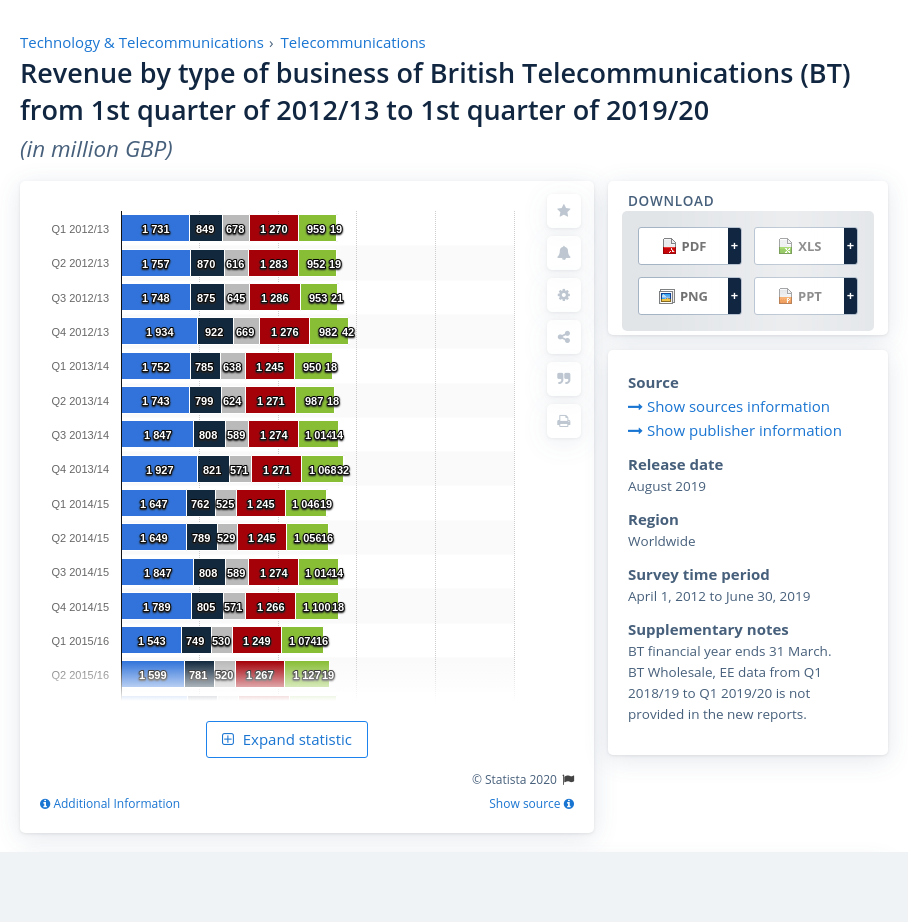 Technology & Telecommunications › Telecommunications
Revenue by type of business of British Telecommunications (BT)
from 1st quarter of 2012/13 to 1st quarter of 2019/20
(in million GBP)
Q1 2012/13 1 731 849 678 1 270 959 19
Q2 2012/13 1 757 870 616 1 283 952 19
Q3 2012/13 1 748 875 645 1 286 953 21
Q4 2012/13 1 934 922 669 1 276 982 42
Q1 2013/14 1 752 785 638 1 245 950 18
Q2 2013/14 1 743 799 624 1 271 987 18
Q3 2013/14 1 847 808 589 1 274 1 014 14
Q4 2013/14 1 927 821 571 1 271 1 068 32
Q1 2014/15 1 647 762 525 1 245 1 046 19
Q2 2014/15 1 649 789 529 1 245 1 056 16
Q3 2014/15 1 847 808 589 1 274 1 014 14
Q4 2014/15 1 789 805 571 1 266 1 100 18
Q1 2015/16 1 543 749 530 1 249 1 074 16
Q2 2015/16 1 599 781 520 1 267 1 127 19
Expand statistic
© Statista 2020
Additional Information Show source
DOWNLOAD
PDF + XLS +
PNG + PPT +
Source
Show sources information
Show publisher information
Release date
August 2019
Region
Worldwide
Survey time period
April 1, 2012 to June 30, 2019
Supplementary notes
BT financial year ends 31 March.
BT Wholesale, EE data from Q1
2018/19 to Q1 2019/20 is not
provided in the new reports.